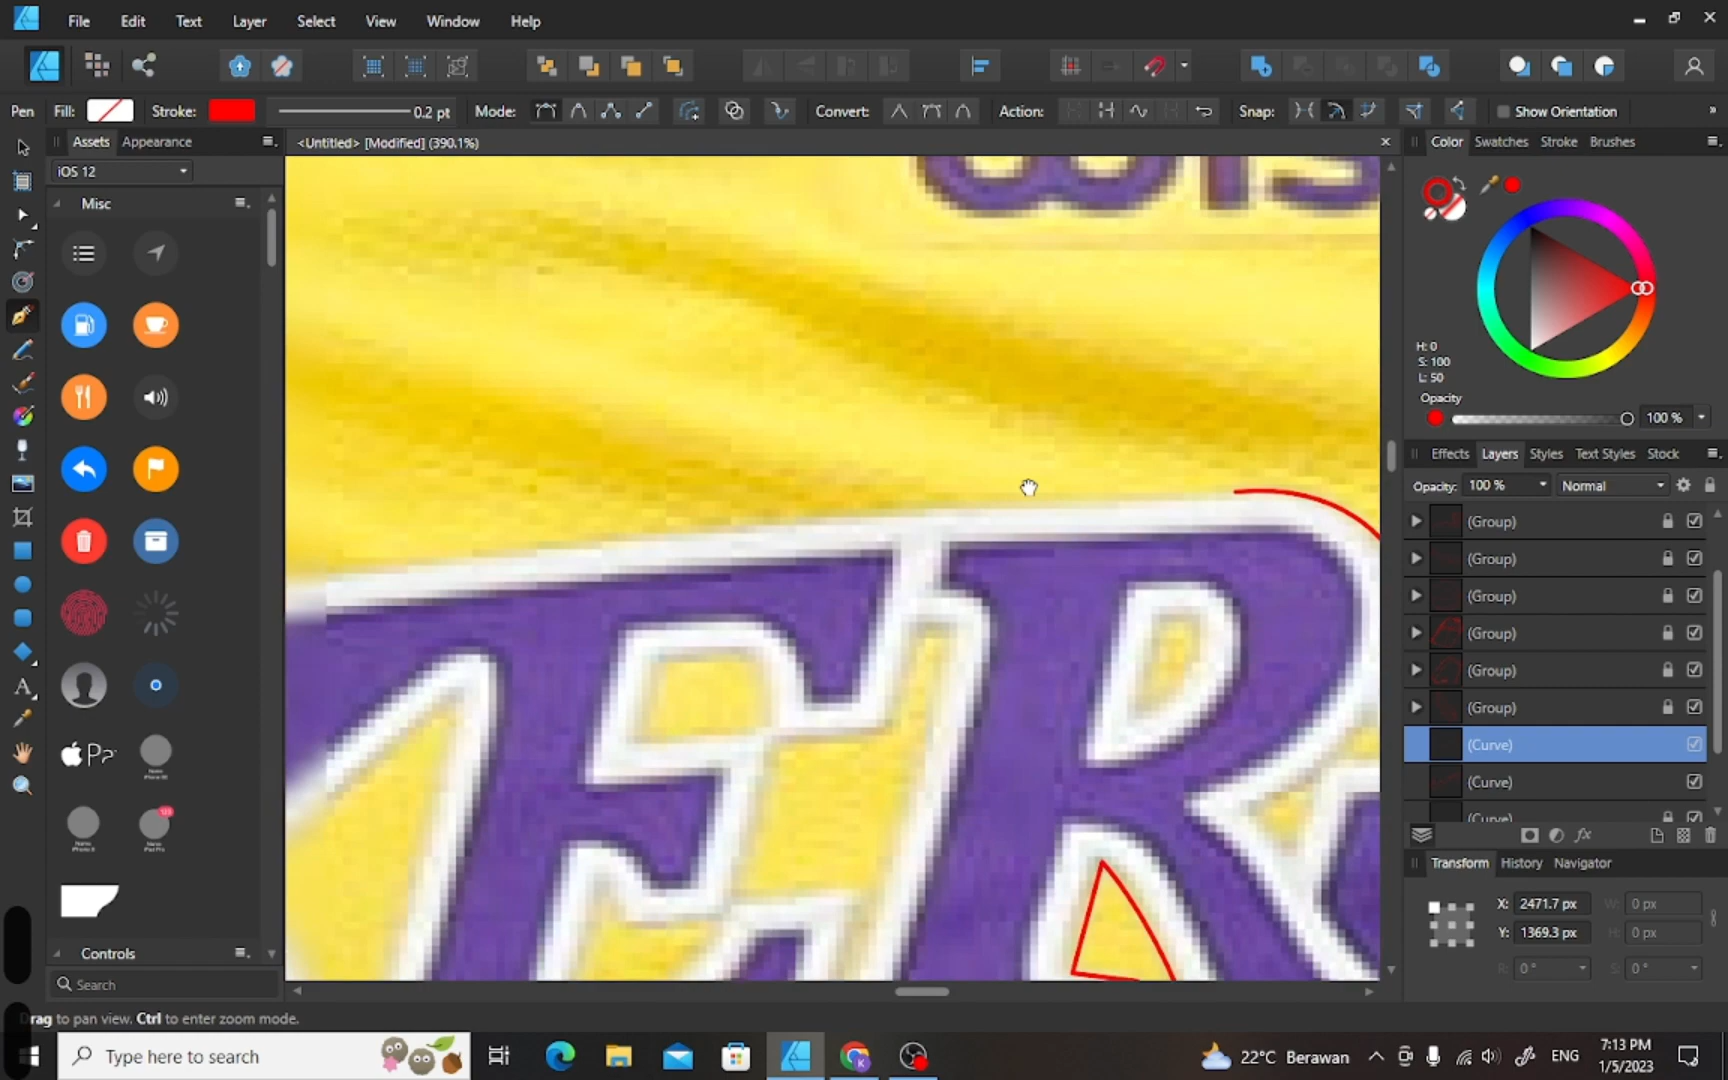 File Edit Text Layer Select View Window Help
Pen Fill: Stroke: 0.2 pt Mode: Convert: Action: Snap: Show Orientation »
Assets Appearance
<Untitled> [Modified] (390.1%)
iOS 12
Misc
Controls
Search
Color Swatches Stroke Brushes
H: 0
S: 100
L: 50
Opacity
100 %
Effects Layers Styles Text Styles Stock
Opacity: 100 % Normal
(Group)
(Group)
(Group)
(Group)
(Group)
(Group)
(Curve)
(Curve)
(Curve)
Transform History Navigator
X: 2471.7 px W: 0 px
Y: 1369.3 px H: 0 px
R: 0 ° S: 0 °
Drag to pan view. Ctrl to enter zoom mode.
Type here to search
22°C Berawan ENG 7:13 PM
1/5/2023